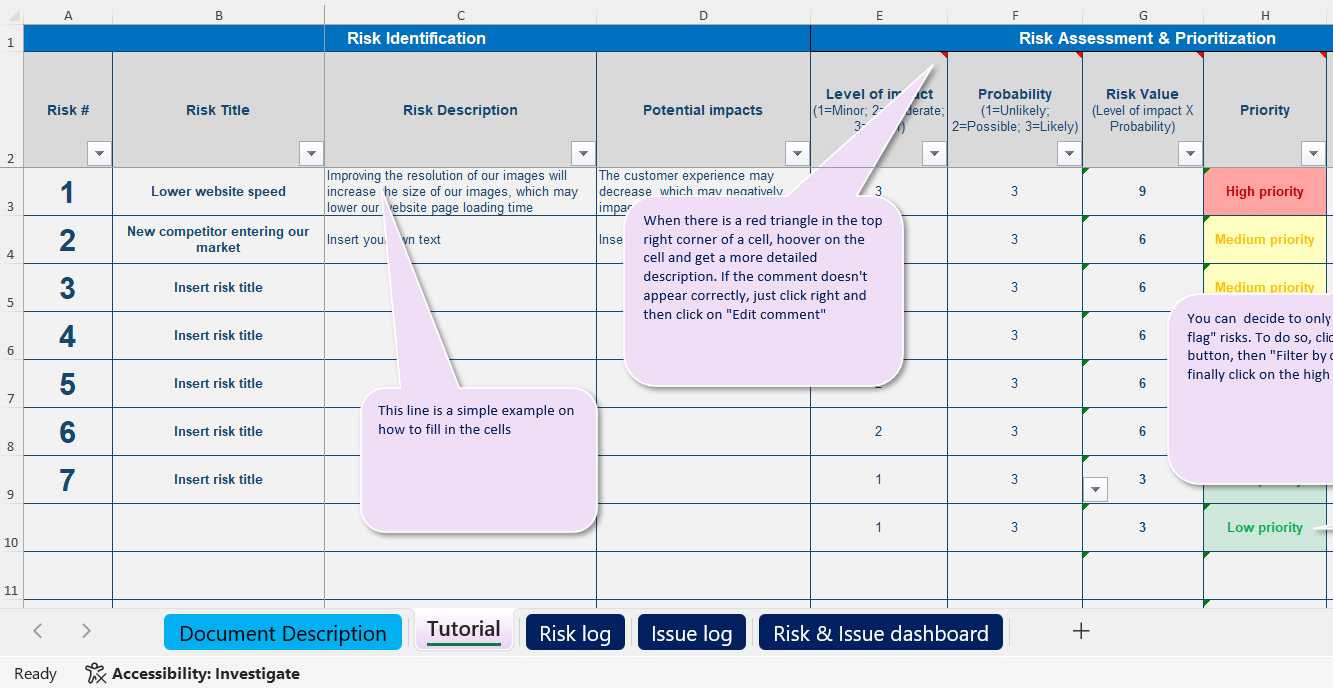 A B C D E F G H
1 Risk Identification Risk Assessment & Prioritization
2 Risk # Risk Title Risk Description Potential impacts
Level of impact
(1=Minor; 2= derate;
3=
Probability
(1=Unlikely;
2=Possible; 3=Likely)
Risk Value
(Level of impact X
Probability)
Priority
3 1 Lower website speed
Improving the resolution of our images will
increase the size of our images, which may
lower our website page loading time
The customer experience may
decrease, which may negatively
3 3 9 High priority
4 2 New competitor entering our
market
Insert your own text
Inse
3 6 Medium priority
5 3 Insert risk title 3 6 Medium priority
6 4 Insert risk title 3 6
7 5 Insert risk title 3 6
8 6 Insert risk title 2 3 6
9 7 Insert risk title 1 3 3
10 1 3 3 Low priority
11
When there is a red triangle in the top
right corner of a cell, hoover on the
cell and get a more detailed
description. If the comment doesn't
appear correctly, just click right and
then click on "Edit comment"
This line is a simple example on
how to fill in the cells
You can decide to only
flag" risks. To do so, clic
button, then "Filter by
finally click on the high
Document Description Tutorial Risk log Issue log Risk & Issue dashboard
Ready Accessibility: Investigate